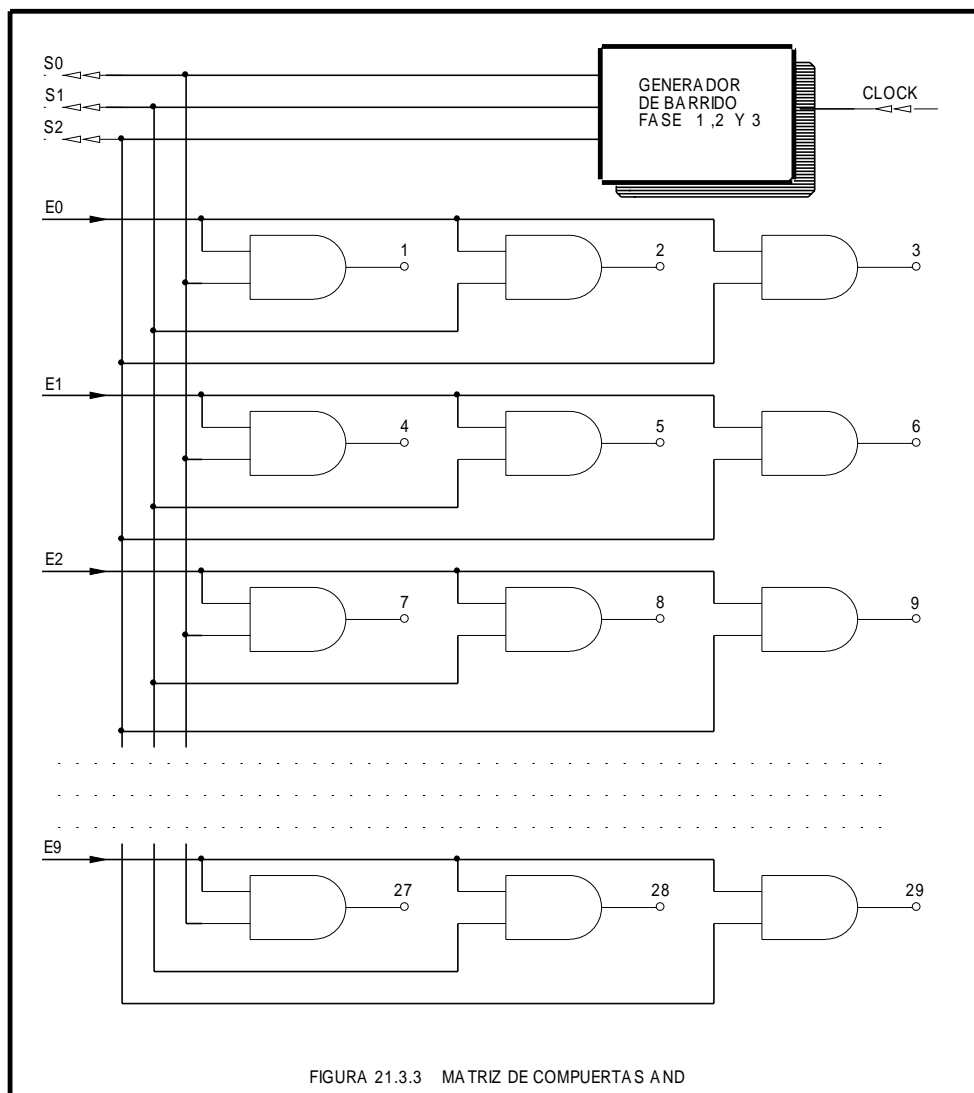 S0
S1
S2
GENERADOR
DE BARRIDO
FASE 1 ,2 Y 3
CLOCK
E0
1 2 3
E1
4 5 6
E2
7 8 9
E9
27 28 29
FIGURA 21.3.3 MATRIZ DE COMPUERTAS AND